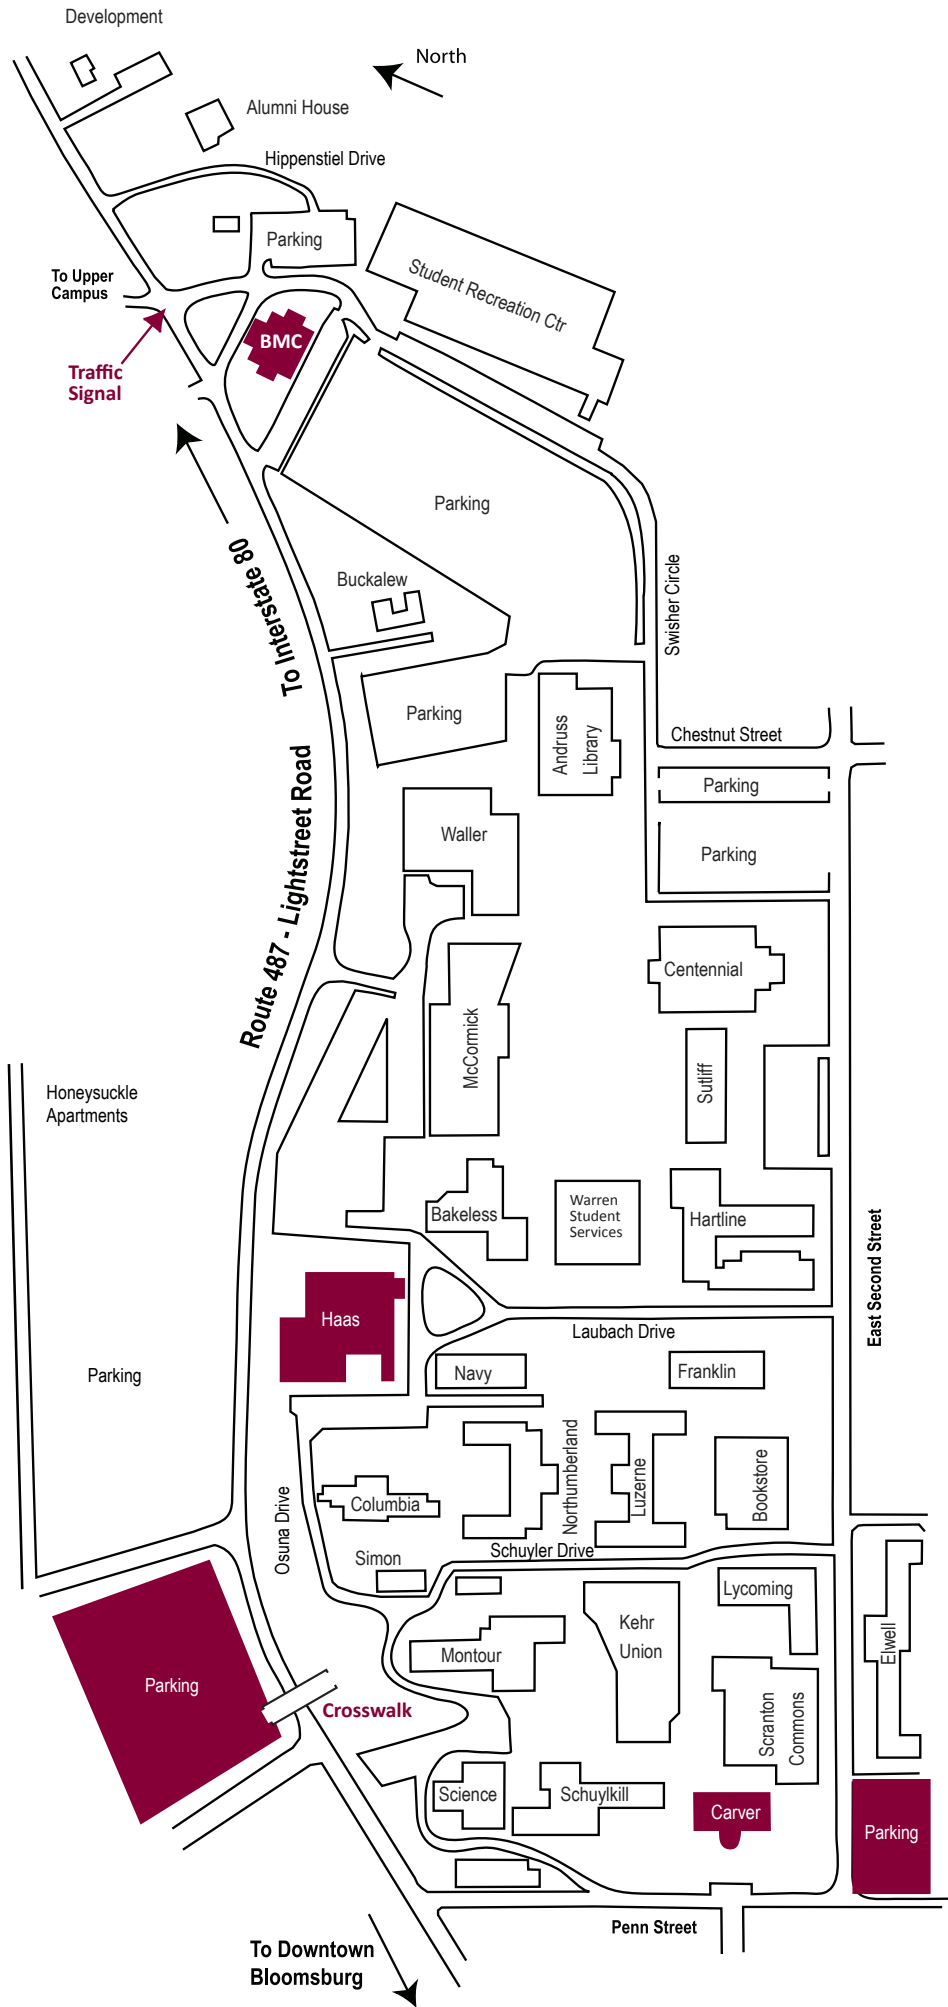 Development
North
Alumni House
Hippenstiel Drive
Parking
Student Recreation Ctr
To Upper
Campus
BMC
Traffic
Signal
Parking
To Interstate 80
Buckalew
Swisher Circle
Parking
Andruss
Library
Chestnut Street
Parking
Route 487 - Lightstreet Road
Waller
Parking
Centennial
McCormick
Sutliff
Honeysuckle
Apartments
Bakeless
Warren
Student
Services
Hartline
East Second Street
Haas
Laubach Drive
Parking
Navy
Franklin
Northumberland
Luzerne
Bookstore
Columbia
Osuna Drive
Simon
Schuyler Drive
Lycoming
Kehr
Union
Elwell
Montour
Parking
Crosswalk
Scranton
Commons
Science
Schuylkill
Carver
Parking
Penn Street
To Downtown
Bloomsburg